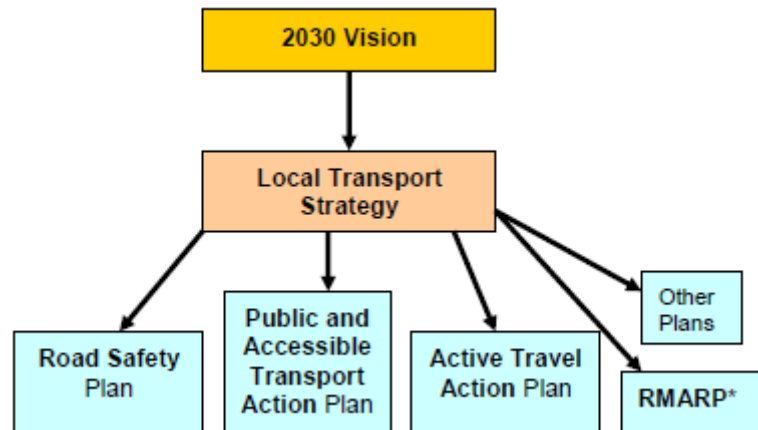 2030 Vision
Local Transport
Strategy
Road Safety
Plan
Public and
Accessible
Transport
Action Plan
Active Travel
Action Plan
Other
Plans
RMARP*